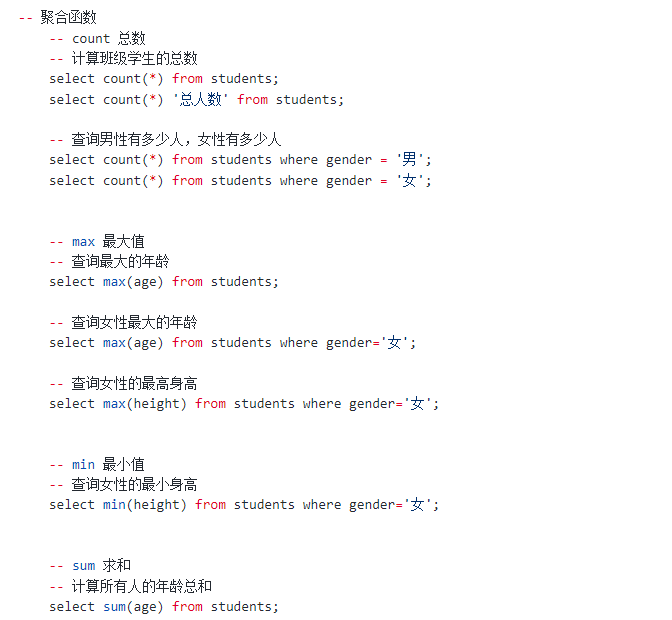 -- 聚合函数
-- count 总数
-- 计算班级学生的总数
select count(*) from students;
select count(*) '总人数' from students;
-- 查询男性有多少人，女性有多少人
select count(*) from students where gender = '男';
select count(*) from students where gender = '女';
-- max 最大值
-- 查询最大的年龄
select max(age) from students;
-- 查询女性最大的年龄
select max(age) from students where gender='女';
-- 查询女性的最高身高
select max(height) from students where gender='女';
-- min 最小值
-- 查询女性的最小身高
select min(height) from students where gender='女';
-- sum 求和
-- 计算所有人的年龄总和
select sum(age) from students;